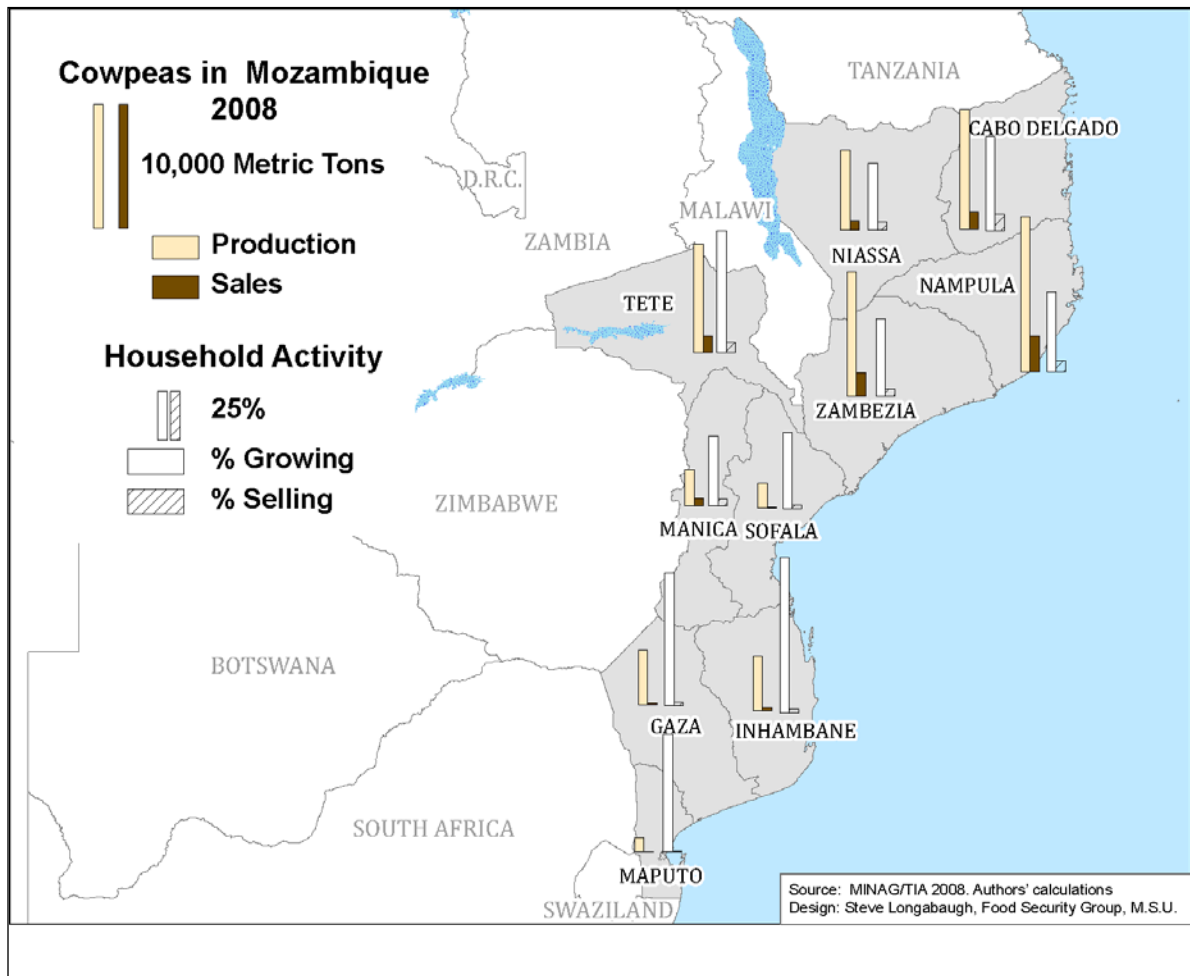 Cowpeas in Mozambique
2008
10,000 Metric Tons
Production
Sales
Household Activity
25%
% Growing
% Selling
TANZANIA
CABO DELGADO
D.R.C.
MALAWI
ZAMBIA
NIASSA
NAMPULA
TETE
ZAMBEZIA
ZIMBABWE
MANICA
SOFALA
BOTSWANA
GAZA
INHAMBANE
SOUTH AFRICA
MAPUTO
SWAZILAND
Source: MINAG/TIA 2008. Authors' calculations
Design: Steve Longabaugh, Food Security Group, M.S.U.